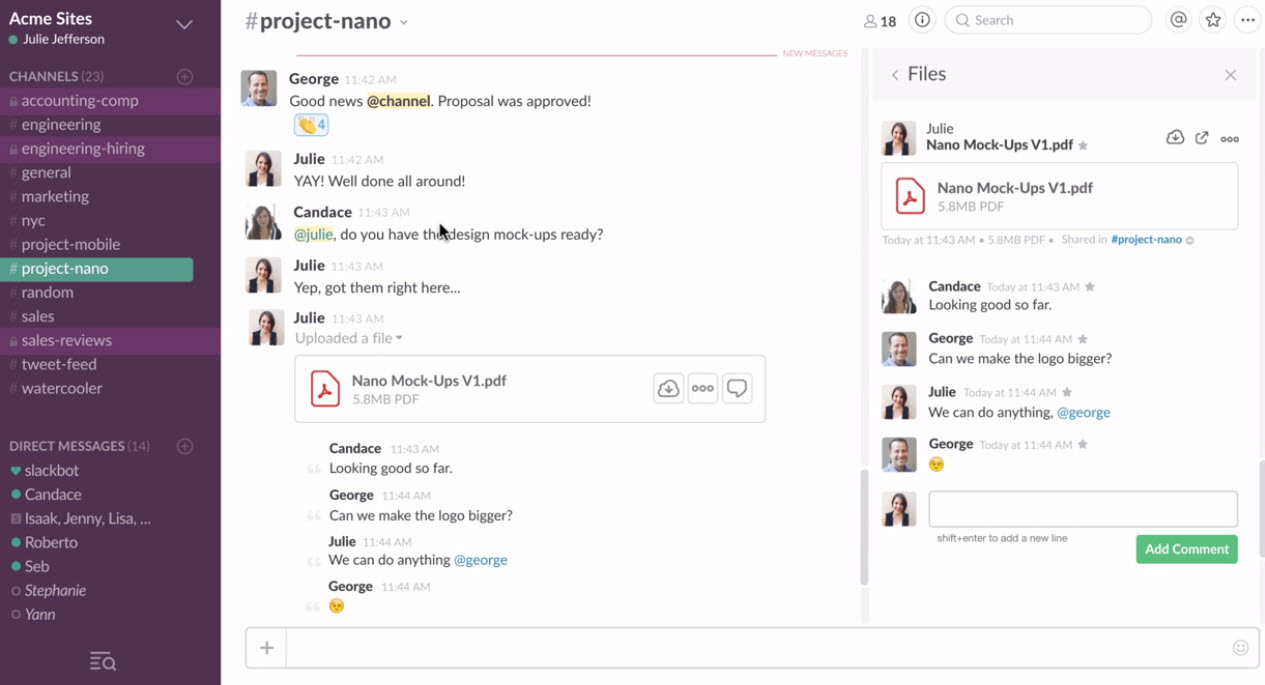 Acme Sites
Julie Jefferson
CHANNELS (23)
accounting-comp
# engineering
engineering-hiring
# general
# marketing
# nyc
# project-mobile
# project-nano
# random
# sales
sales-reviews
# tweet-feed
# watercooler
DIRECT MESSAGES (14)
slackbot
Candace
Isaak, Jenny, Lisa, ...
Roberto
Seb
Stephanie
Yann
#project-nano
18
Search
NEW MESSAGES
George 11:42 AM
Good news @channel. Proposal was approved!
👏 4
Julie 11:42 AM
YAY! Well done all around!
Candace 11:43 AM
@julie, do you have the design mock-ups ready?
Julie 11:43 AM
Yep, got them right here...
Julie 11:43 AM
Uploaded a file
Nano Mock-Ups V1.pdf
5.8MB PDF
Candace 11:43 AM
Looking good so far.
George 11:44 AM
Can we make the logo bigger?
Julie 11:44 AM
We can do anything @george
George 11:44 AM
Files
Julie
Nano Mock-Ups V1.pdf
Nano Mock-Ups V1.pdf
5.8MB PDF
Today at 11:43 AM • 5.8MB PDF • Shared in #project-nano
Candace Today at 11:43 AM
Looking good so far.
George Today at 11:44 AM
Can we make the logo bigger?
Julie Today at 11:44 AM
We can do anything, @george
George Today at 11:44 AM
shift+enter to add a new line
Add Comment